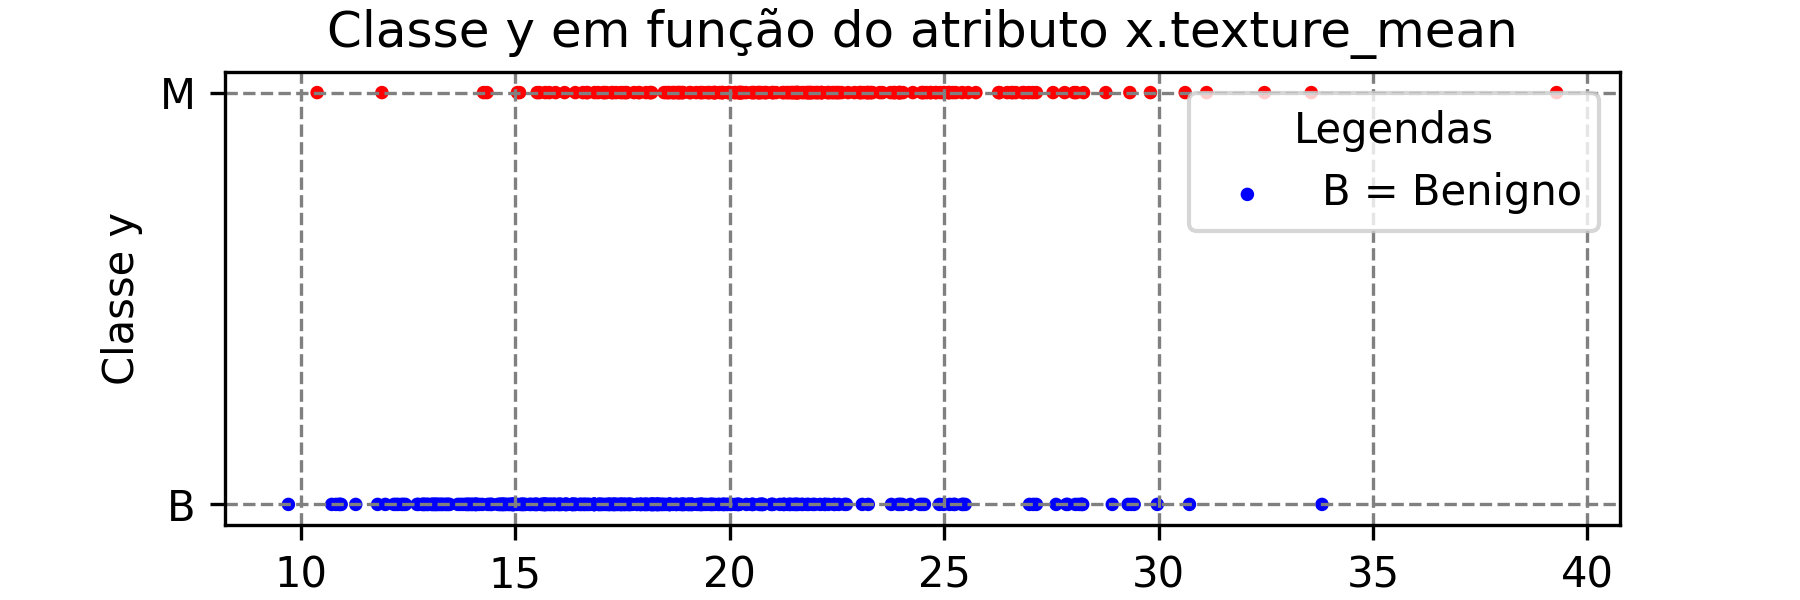 Classe y em função do atributo x.texture_mean
M
Legendas
B = Benigno
Classe y
B
10 15 20 25 30 35 40